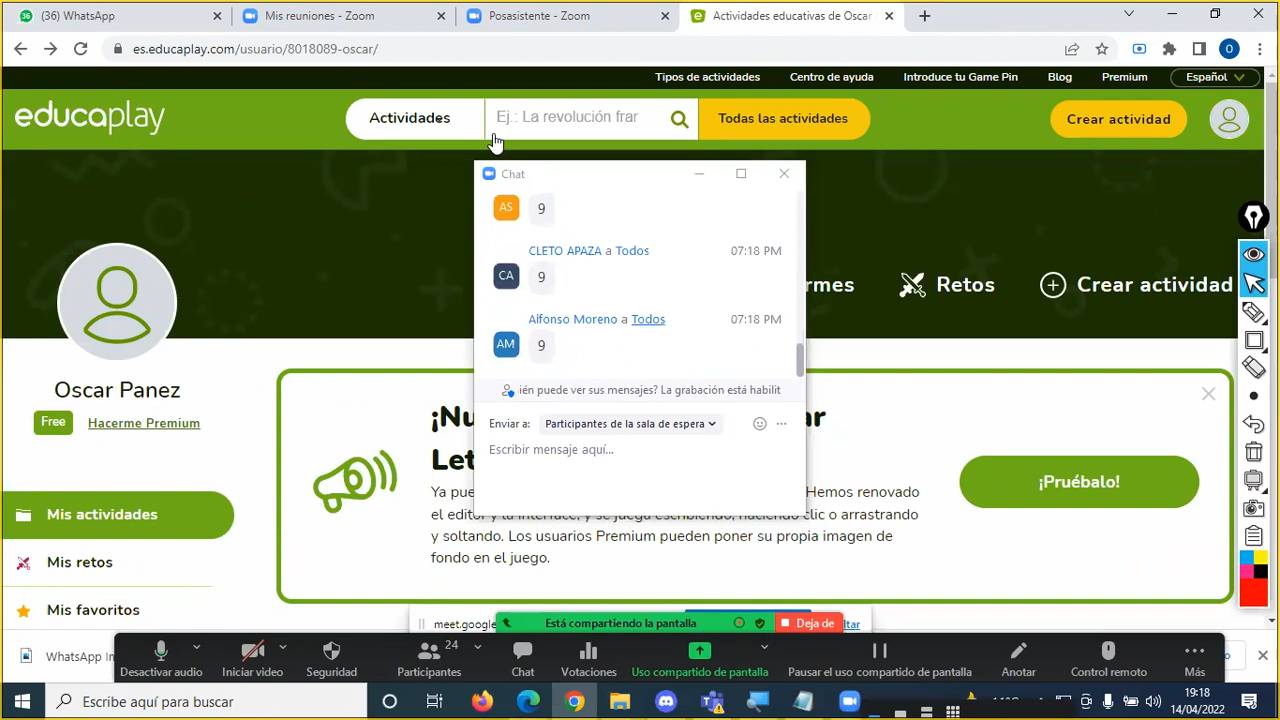 (36) WhatsApp
Mis reuniones - Zoom
Posasistente - Zoom
Actividades educativas de Oscar
es.educaplay.com/usuario/8018089-oscar/
O
Tipos de actividades
Centro de ayuda
Introduce tu Game Pin
Blog
Premium
Español
educaplay
Actividades
Ej.: La revolución frar
Todas las actividades
Crear actividad
Chat
AS
9
CLETO APAZA a Todos
07:18 PM
CA
9
Alfonso Moreno a Todos
07:18 PM
AM
9
ién puede ver sus mensajes? La grabación está habilit
Enviar a:
Participantes de la sala de espera
Escribir mensaje aquí...
rmes
Retos
Crear actividad
Oscar Panez
Free
Hacerme Premium
Mis actividades
Mis retos
Mis favoritos
¡Nu
ar
Let
Ya pue
Hemos renovado
el editor y la interface, y se juega escribiendo, haciendo clic o arrastrando
y soltando. Los usuarios Premium pueden poner su propia imagen de
fondo en el juego.
¡Pruébalo!
meet.google
Está compartiendo la pantalla
Deja de
ltar
WhatsApp Im
Desactivar audio
Iniciar video
Seguridad
24
Participantes
Chat
Votaciones
Uso compartido de pantalla
Pausar el uso compartido de pantalla
Anotar
Control remoto
Más
Escribe aquí para buscar
19:18
14/04/2022